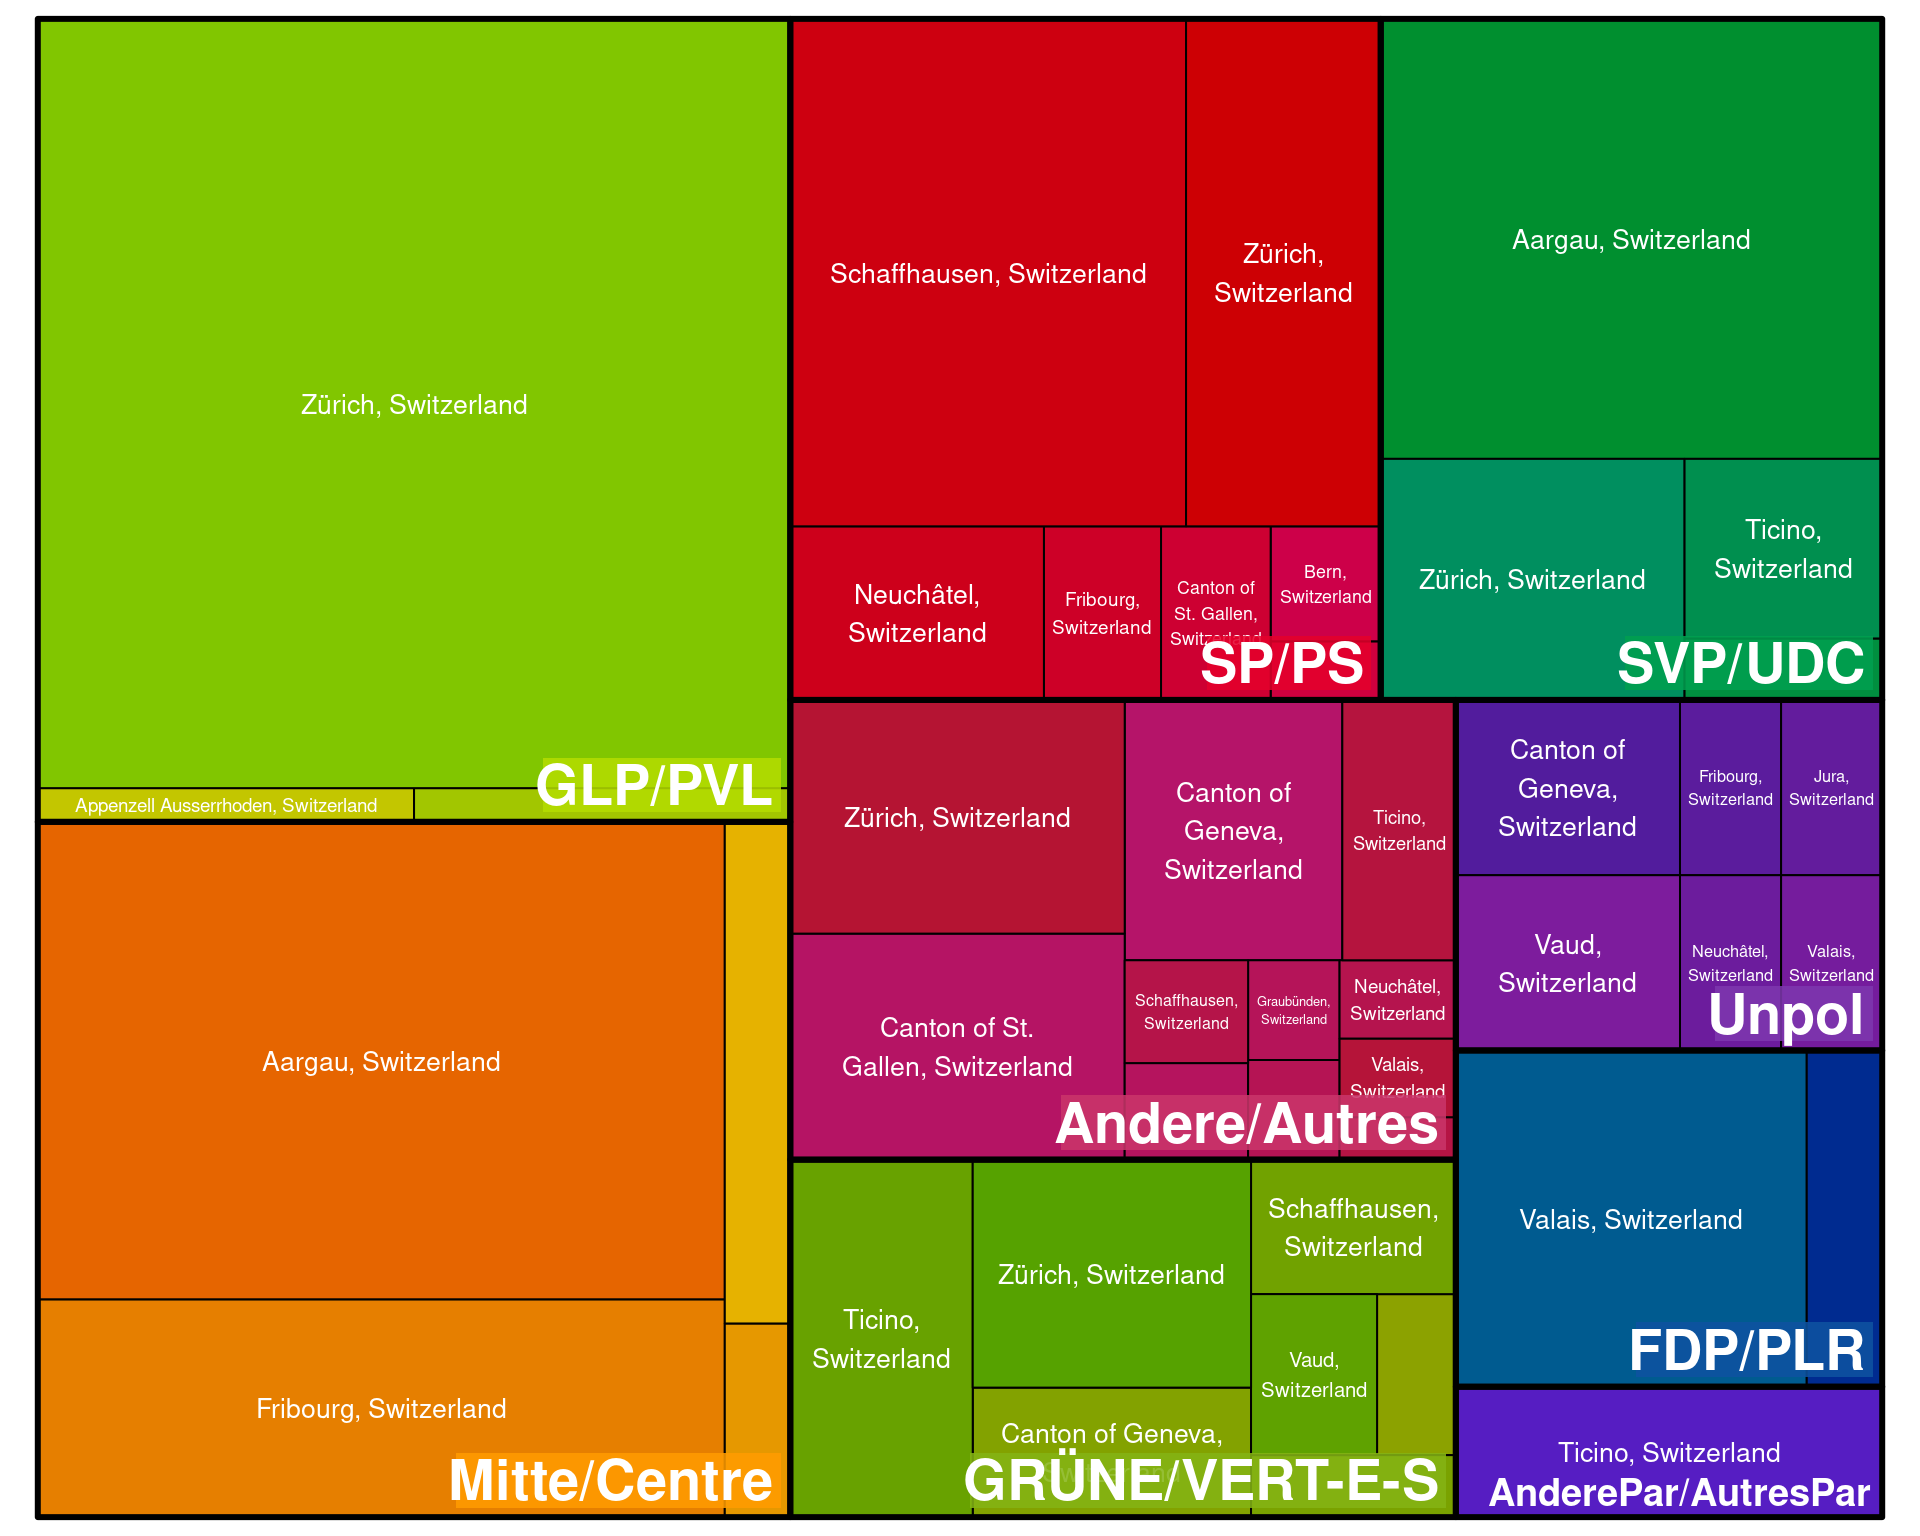 Zürich, Switzerland
Appenzell Ausserrhoden, Switzerland
GLP/PVL
Schaffhausen, Switzerland
Zürich,
Switzerland
Neuchâtel,
Switzerland
Fribourg,
Switzerland
Canton of
St. Gallen,
Switzerland
Bern,
Switzerland
SP/PS
Aargau, Switzerland
Zürich, Switzerland
Ticino,
Switzerland
SVP/UDC
Aargau, Switzerland
Fribourg, Switzerland
Mitte/Centre
Zürich, Switzerland
Canton of St.
Gallen, Switzerland
Canton of
Geneva,
Switzerland
Ticino,
Switzerland
Schaffhausen,
Switzerland
Graubünden,
Switzerland
Neuchâtel,
Switzerland
Valais,
Switzerland
Andere/Autres
Canton of
Geneva,
Switzerland
Fribourg,
Switzerland
Jura,
Switzerland
Vaud,
Switzerland
Neuchâtel,
Switzerland
Valais,
Switzerland
Unpol
Ticino,
Switzerland
Zürich, Switzerland
Canton of Geneva,
Schaffhausen,
Switzerland
Vaud,
Switzerland
GRÜNE/VERT-E-S
Valais, Switzerland
FDP/PLR
Ticino, Switzerland
AnderePar/AutresPar